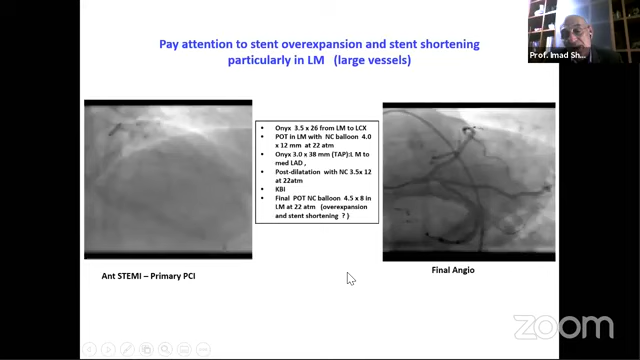 Pay attention to stent overexpansion and stent shortening
particularly in LM (large vessels)
Prof. Imad Sh...
• Onyx 3.5 x 26 from LM to LCX
• POT in LM with NC balloon 4.0
x 12 mm at 22 atm
• Onyx 3.0 x 38 mm (TAP):LM to
med LAD ,
• Post-dilatation with NC 3.5x 12
at 22atm
• KBI
• Final POT NC balloon 4.5 x 8 in
LM at 22 atm (overexpansion
and stent shortening ? )
Ant STEMI – Primary PCI
Final Angio
zoom